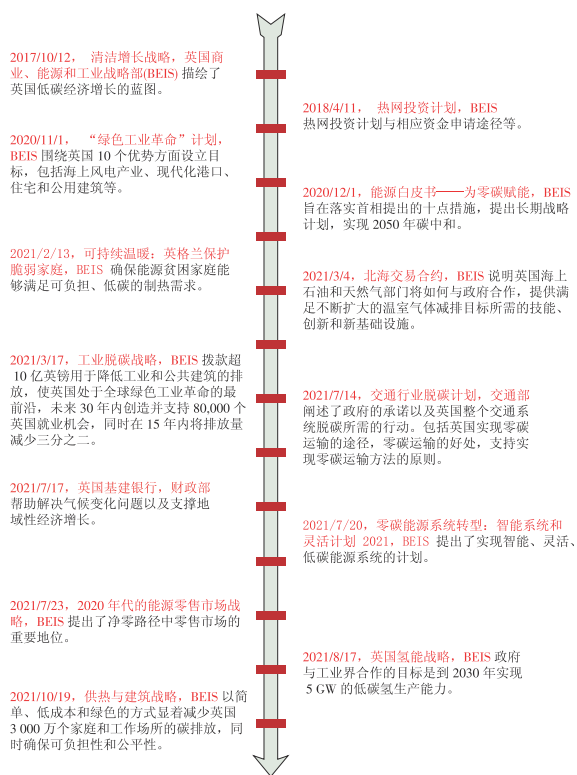 2017/10/12， 清洁增长战略，英国商
业、能源和工业战略部(BEIS) 描绘了
英国低碳经济增长的蓝图。
2018/4/11， 热网投资计划，BEIS
热网投资计划与相应资金申请途径等。
2020/11/1， “绿色工业革命”计划，
BEIS 围绕英国 10 个优势方面设立目
标，包括海上风电产业、现代化港口、
住宅和公用建筑等。
2020/12/1，能源白皮书——为零碳赋能，BEIS
旨在落实首相提出的十点措施，提出长期战略
计划，实现 2050 年碳中和。
2021/2/13，可持续温暖：英格兰保护
脆弱家庭，BEIS 确保能源贫困家庭能
够满足可负担、低碳的制热需求。
2021/3/4，北海交易合约，BEIS 说明英国海上
石油和天然气部门将如何与政府合作，提供满
足不断扩大的温室气体减排目标所需的技能、
创新和新基础设施。
2021/3/17，工业脱碳战略，BEIS 拨款超
10 亿英镑用于降低工业和公共建筑的排
放，使英国处于全球绿色工业革命的最
前沿，未来 30 年内创造并支持 80,000 个
英国就业机会，同时在 15 年内将排放量
减少三分之二。
2021/7/14，交通行业脱碳计划，交通部
阐述了政府的承诺以及英国整个交通系
统脱碳所需的行动。包括英国实现零碳
运输的途径，零碳运输的好处，支持实
现零碳运输方法的原则。
2021/7/17，英国基建银行，财政部
帮助解决气候变化问题以及支撑地
域性经济增长。
2021/7/20，零碳能源系统转型：智能系统和
灵活计划 2021，BEIS 提出了实现智能、灵活、
低碳能源系统的计划。
2021/7/23，2020 年代的能源零售市场战
略，BEIS 提出了净零路径中零售市场的
重要地位。
2021/8/17，英国氢能战略，BEIS 政府
与工业界合作的目标是到 2030 年实现
5 GW 的低碳氢生产能力。
2021/10/19，供热与建筑战略，BEIS 以简
单、低成本和绿色的方式显着减少英国
3 000 万个家庭和工作场所的碳排放，同
时确保可负担性和公平性。